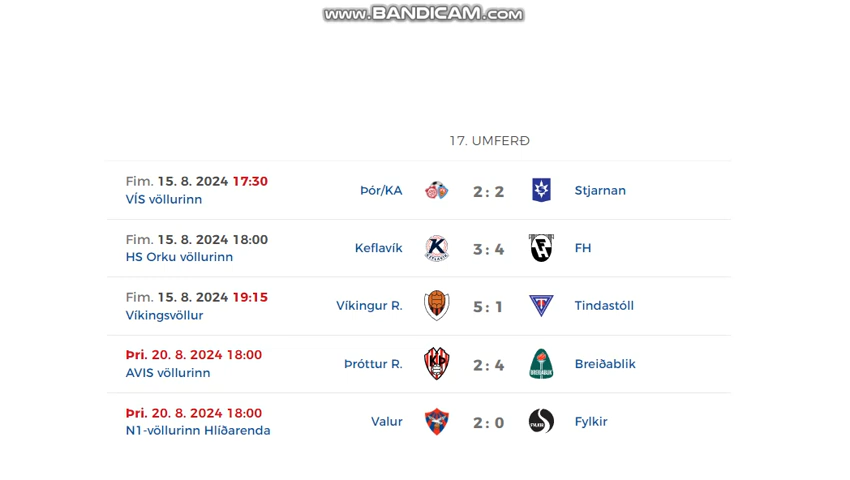 www.BANDICAM.com
17. UMFERÐ
Fim. 15. 8. 2024 17:30
VÍS völlurinn
Þór/KA 2 : 2 Stjarnan
Fim. 15. 8. 2024 18:00
HS Orku völlurinn
Keflavík 3 : 4 FH
Fim. 15. 8. 2024 19:15
Víkingsvöllur
Víkingur R. 5 : 1 Tindastóll
Þri. 20. 8. 2024 18:00
AVIS völlurinn
Þróttur R. 2 : 4 Breiðablik
Þri. 20. 8. 2024 18:00
N1-völlurinn Hlíðarenda
Valur 2 : 0 Fylkir